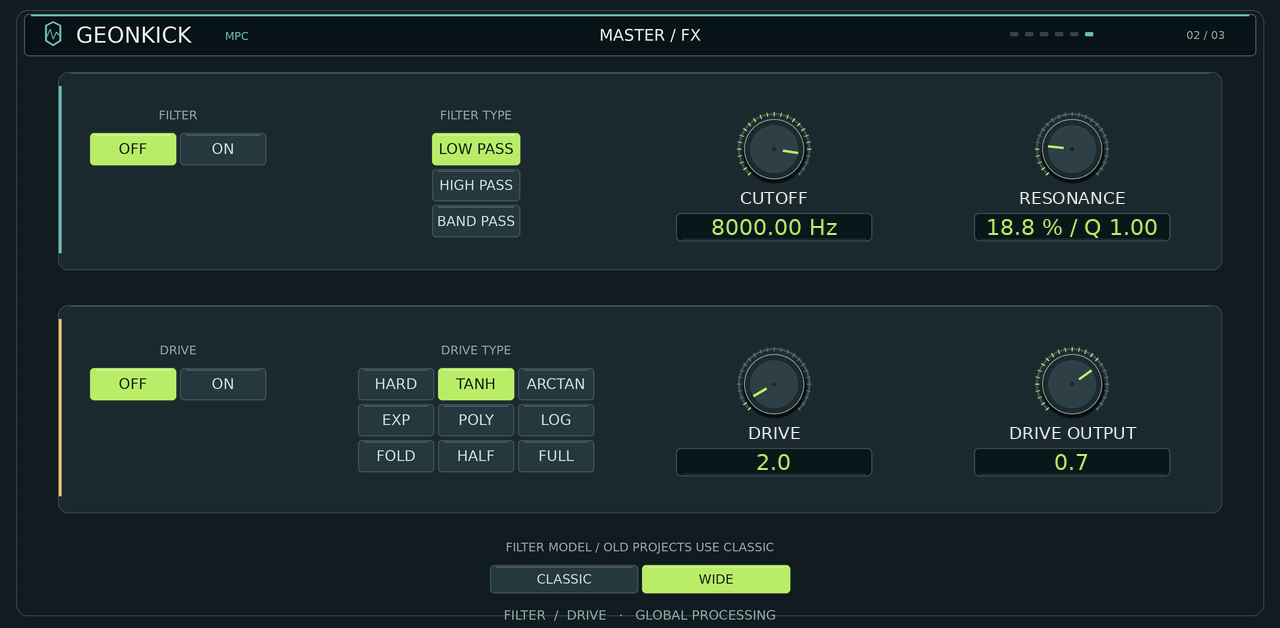 GEONKICK MPC MASTER / FX 02 / 03
FILTER
OFF ON
FILTER TYPE
LOW PASS
HIGH PASS
BAND PASS
CUTOFF
8000.00 Hz
RESONANCE
18.8 % / Q 1.00
DRIVE
OFF ON
DRIVE TYPE
HARD TANH ARCTAN
EXP POLY LOG
FOLD HALF FULL
DRIVE
2.0
DRIVE OUTPUT
0.7
FILTER MODEL / OLD PROJECTS USE CLASSIC
CLASSIC WIDE
FILTER / DRIVE · GLOBAL PROCESSING